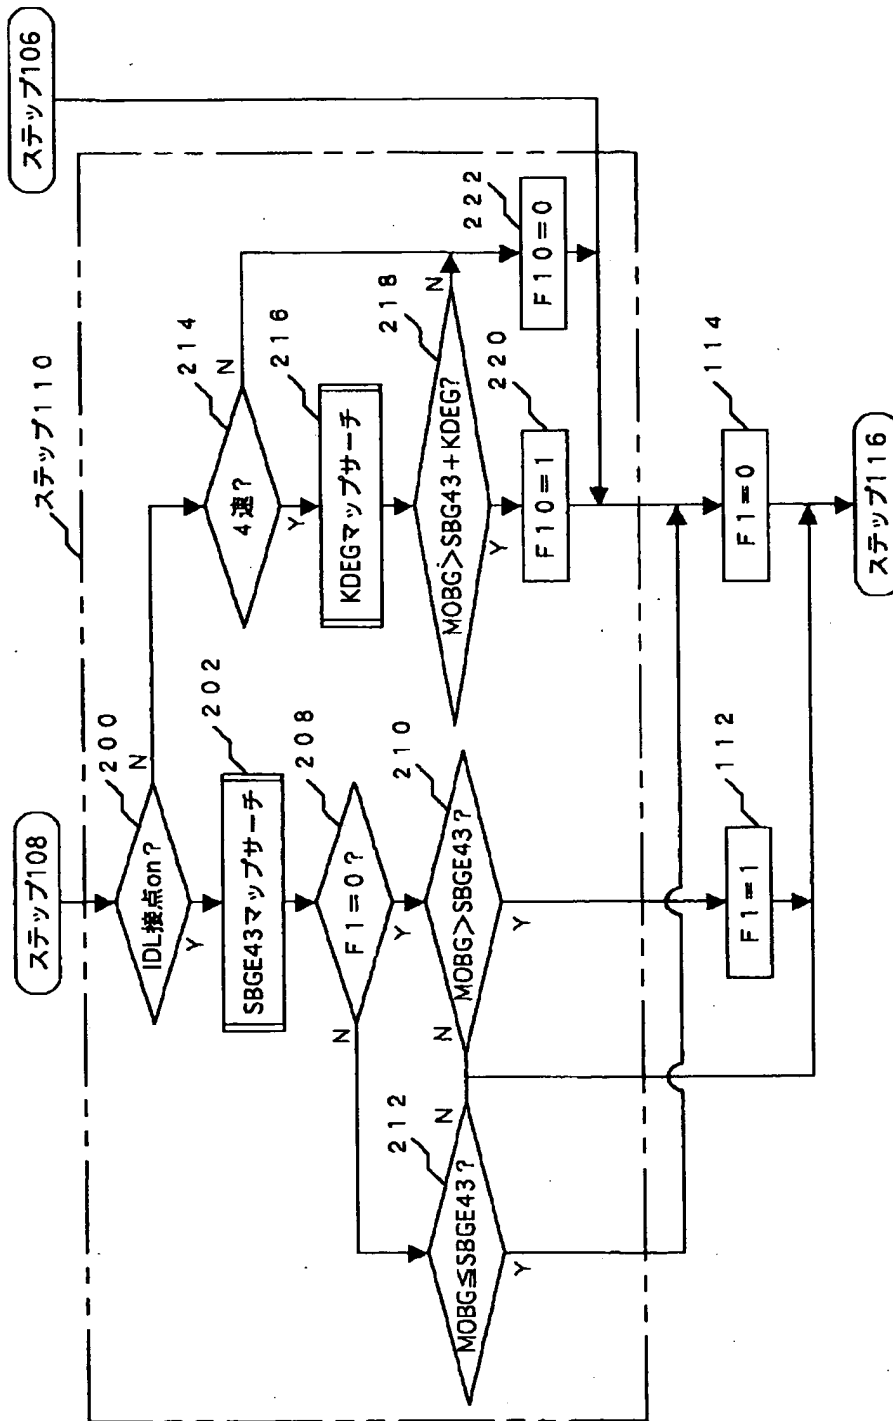 ステップ106
ステップ108
ステップ110
200
IDL接点on?
N
Y
202
SBGE43マップサーチ
208
F1=0?
N
Y
210
MOBG>SBGE43?
N
Y
212
MOBG≦SBGE43?
N
Y
214
4速?
N
Y
216
KDEGマップサーチ
218
MOBG>SBG43+KDEG?
N
Y
220
F10=1
222
F10=0
112
F1=1
114
F1=0
ステップ116